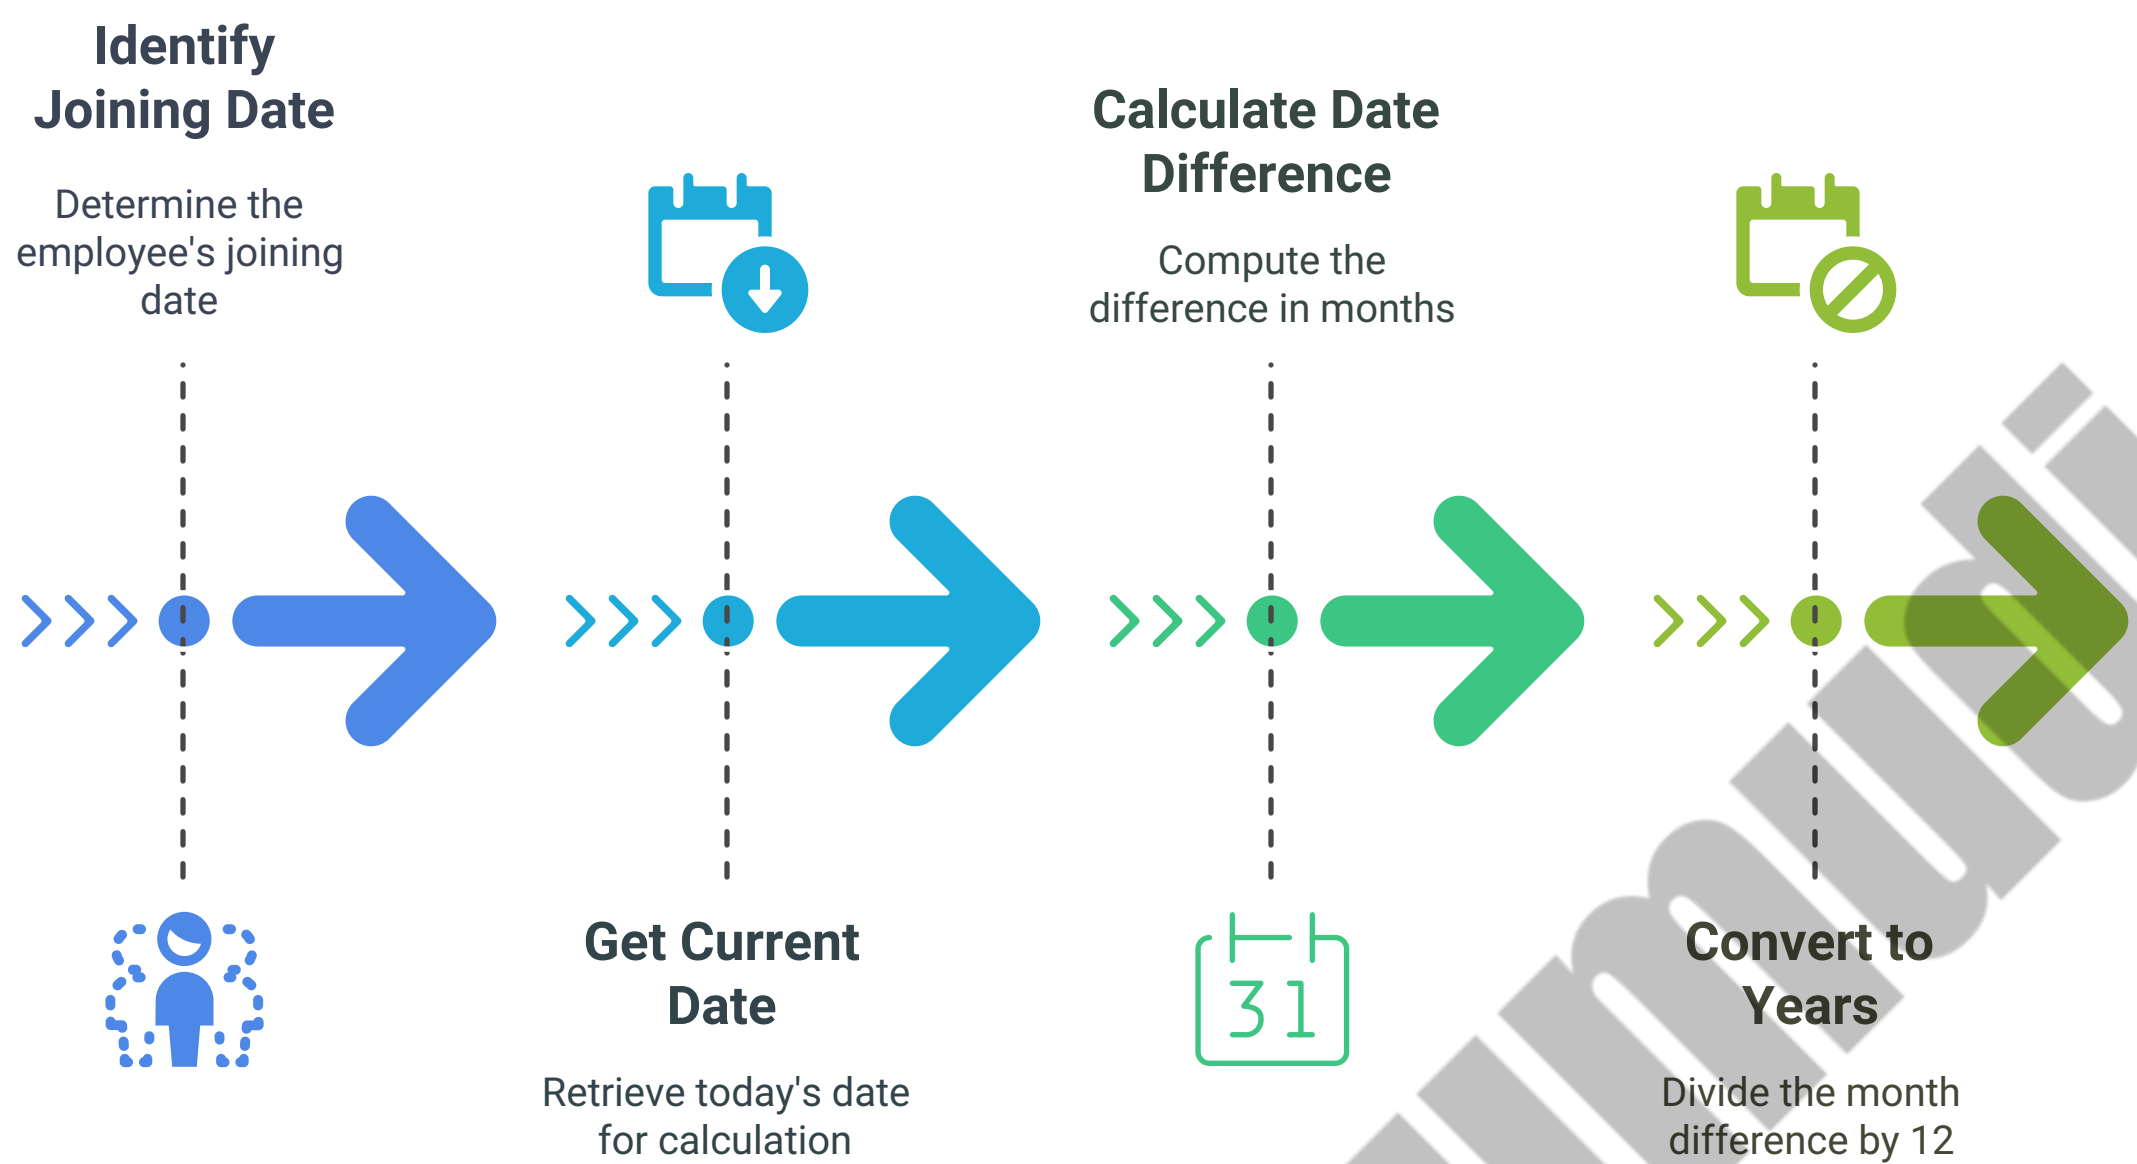 Identify
Joining Date
Determine the
employee's joining
date
Get Current
Date
Retrieve today's date
for calculation
Calculate Date
Difference
Compute the
difference in months
31
Convert to
Years
Divide the month
difference by 12